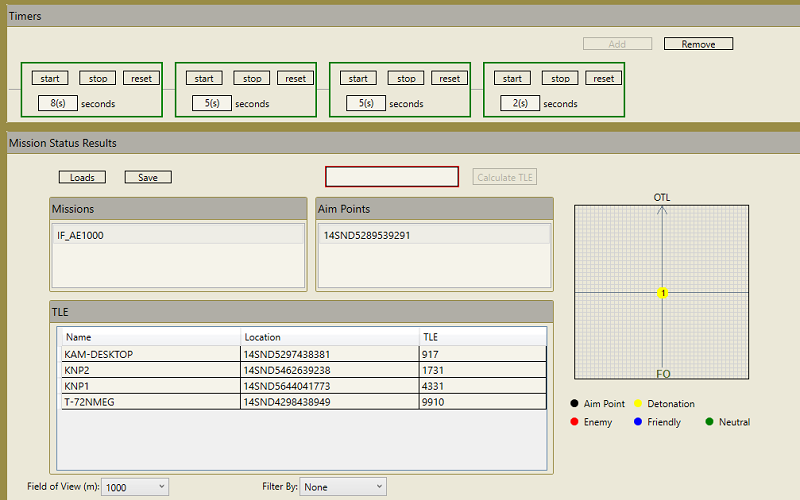 Timers
Add Remove
start stop reset start stop reset start stop reset start stop reset
8(s) seconds 5(s) seconds 5(s) seconds 2(s) seconds
Mission Status Results
Loads Save Calculate TLE
Missions
IF_AE1000
Aim Points
14SND5289539291
TLE
Name Location TLE
KAM-DESKTOP 14SND5297438381 917
KNP2 14SND5462639238 1731
KNP1 14SND5644041773 4331
T-72NMEG 14SND4298438949 9910
OTL
1
FO
Aim Point Detonation
Enemy Friendly Neutral
Field of View (m): 1000 Filter By: None